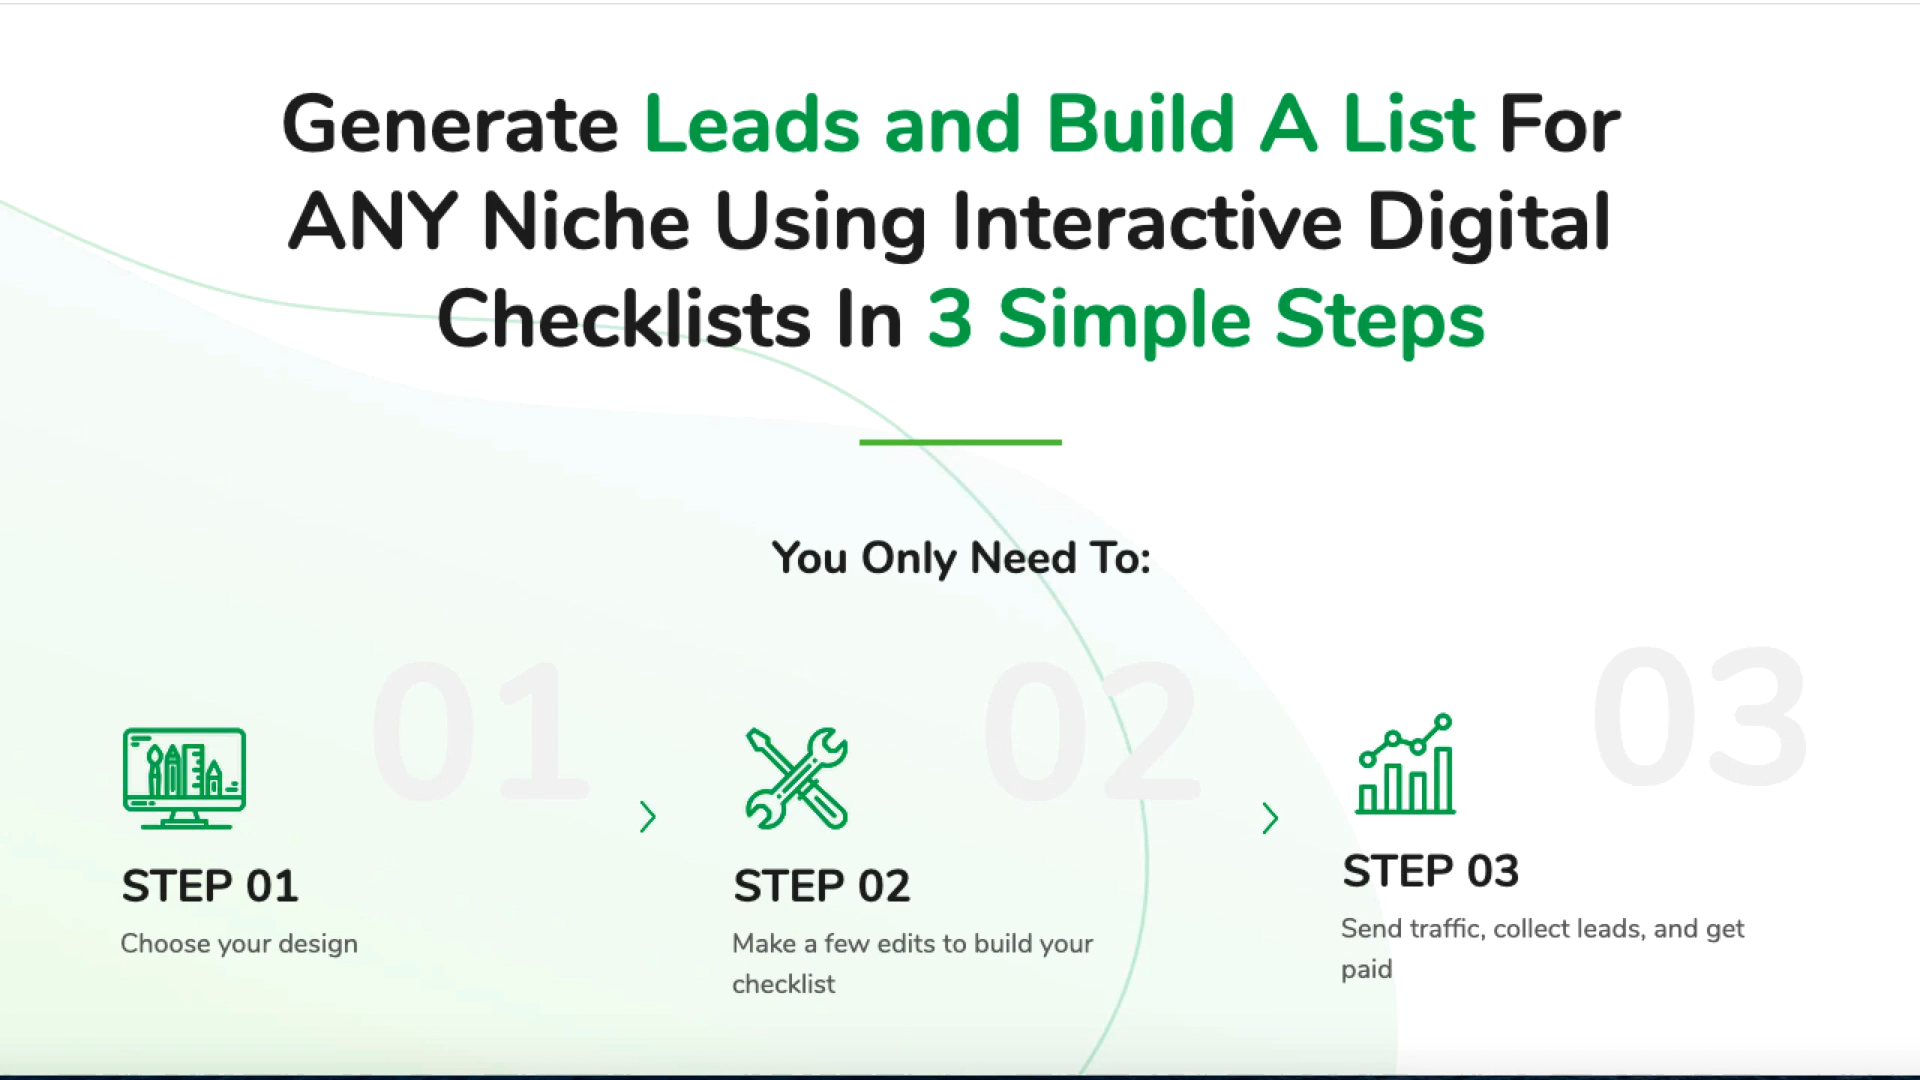 Generate Leads and Build A List For
ANY Niche Using Interactive Digital
Checklists In 3 Simple Steps
You Only Need To:
01
STEP 01
Choose your design
02
STEP 02
Make a few edits to build your
checklist
03
STEP 03
Send traffic, collect leads, and get
paid